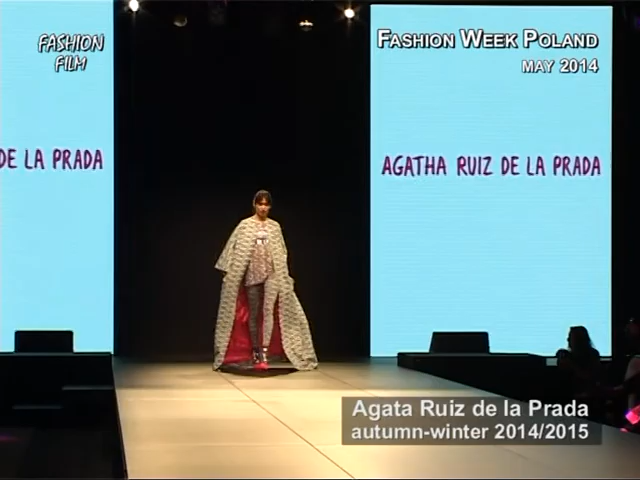 FASHION
FILM
FASHION WEEK POLAND
MAY 2014
DE LA PRADA
AGATHA RUIZ DE LA PRADA
Agata Ruiz de la Prada
autumn-winter 2014/2015